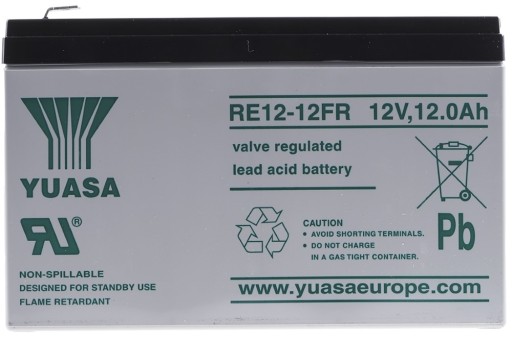 YUASA
RE12-12FR 12V,12.0Ah
valve regulated
lead acid battery
Pb
CAUTION
• AVOID SHORTING TERMINALS.
• DO NOT CHARGE
IN A GAS TIGHT CONTAINER.
RU®
NON-SPILLABLE
DESIGNED FOR STANDBY USE
FLAME RETARDANT
www.yuasaeurope.com